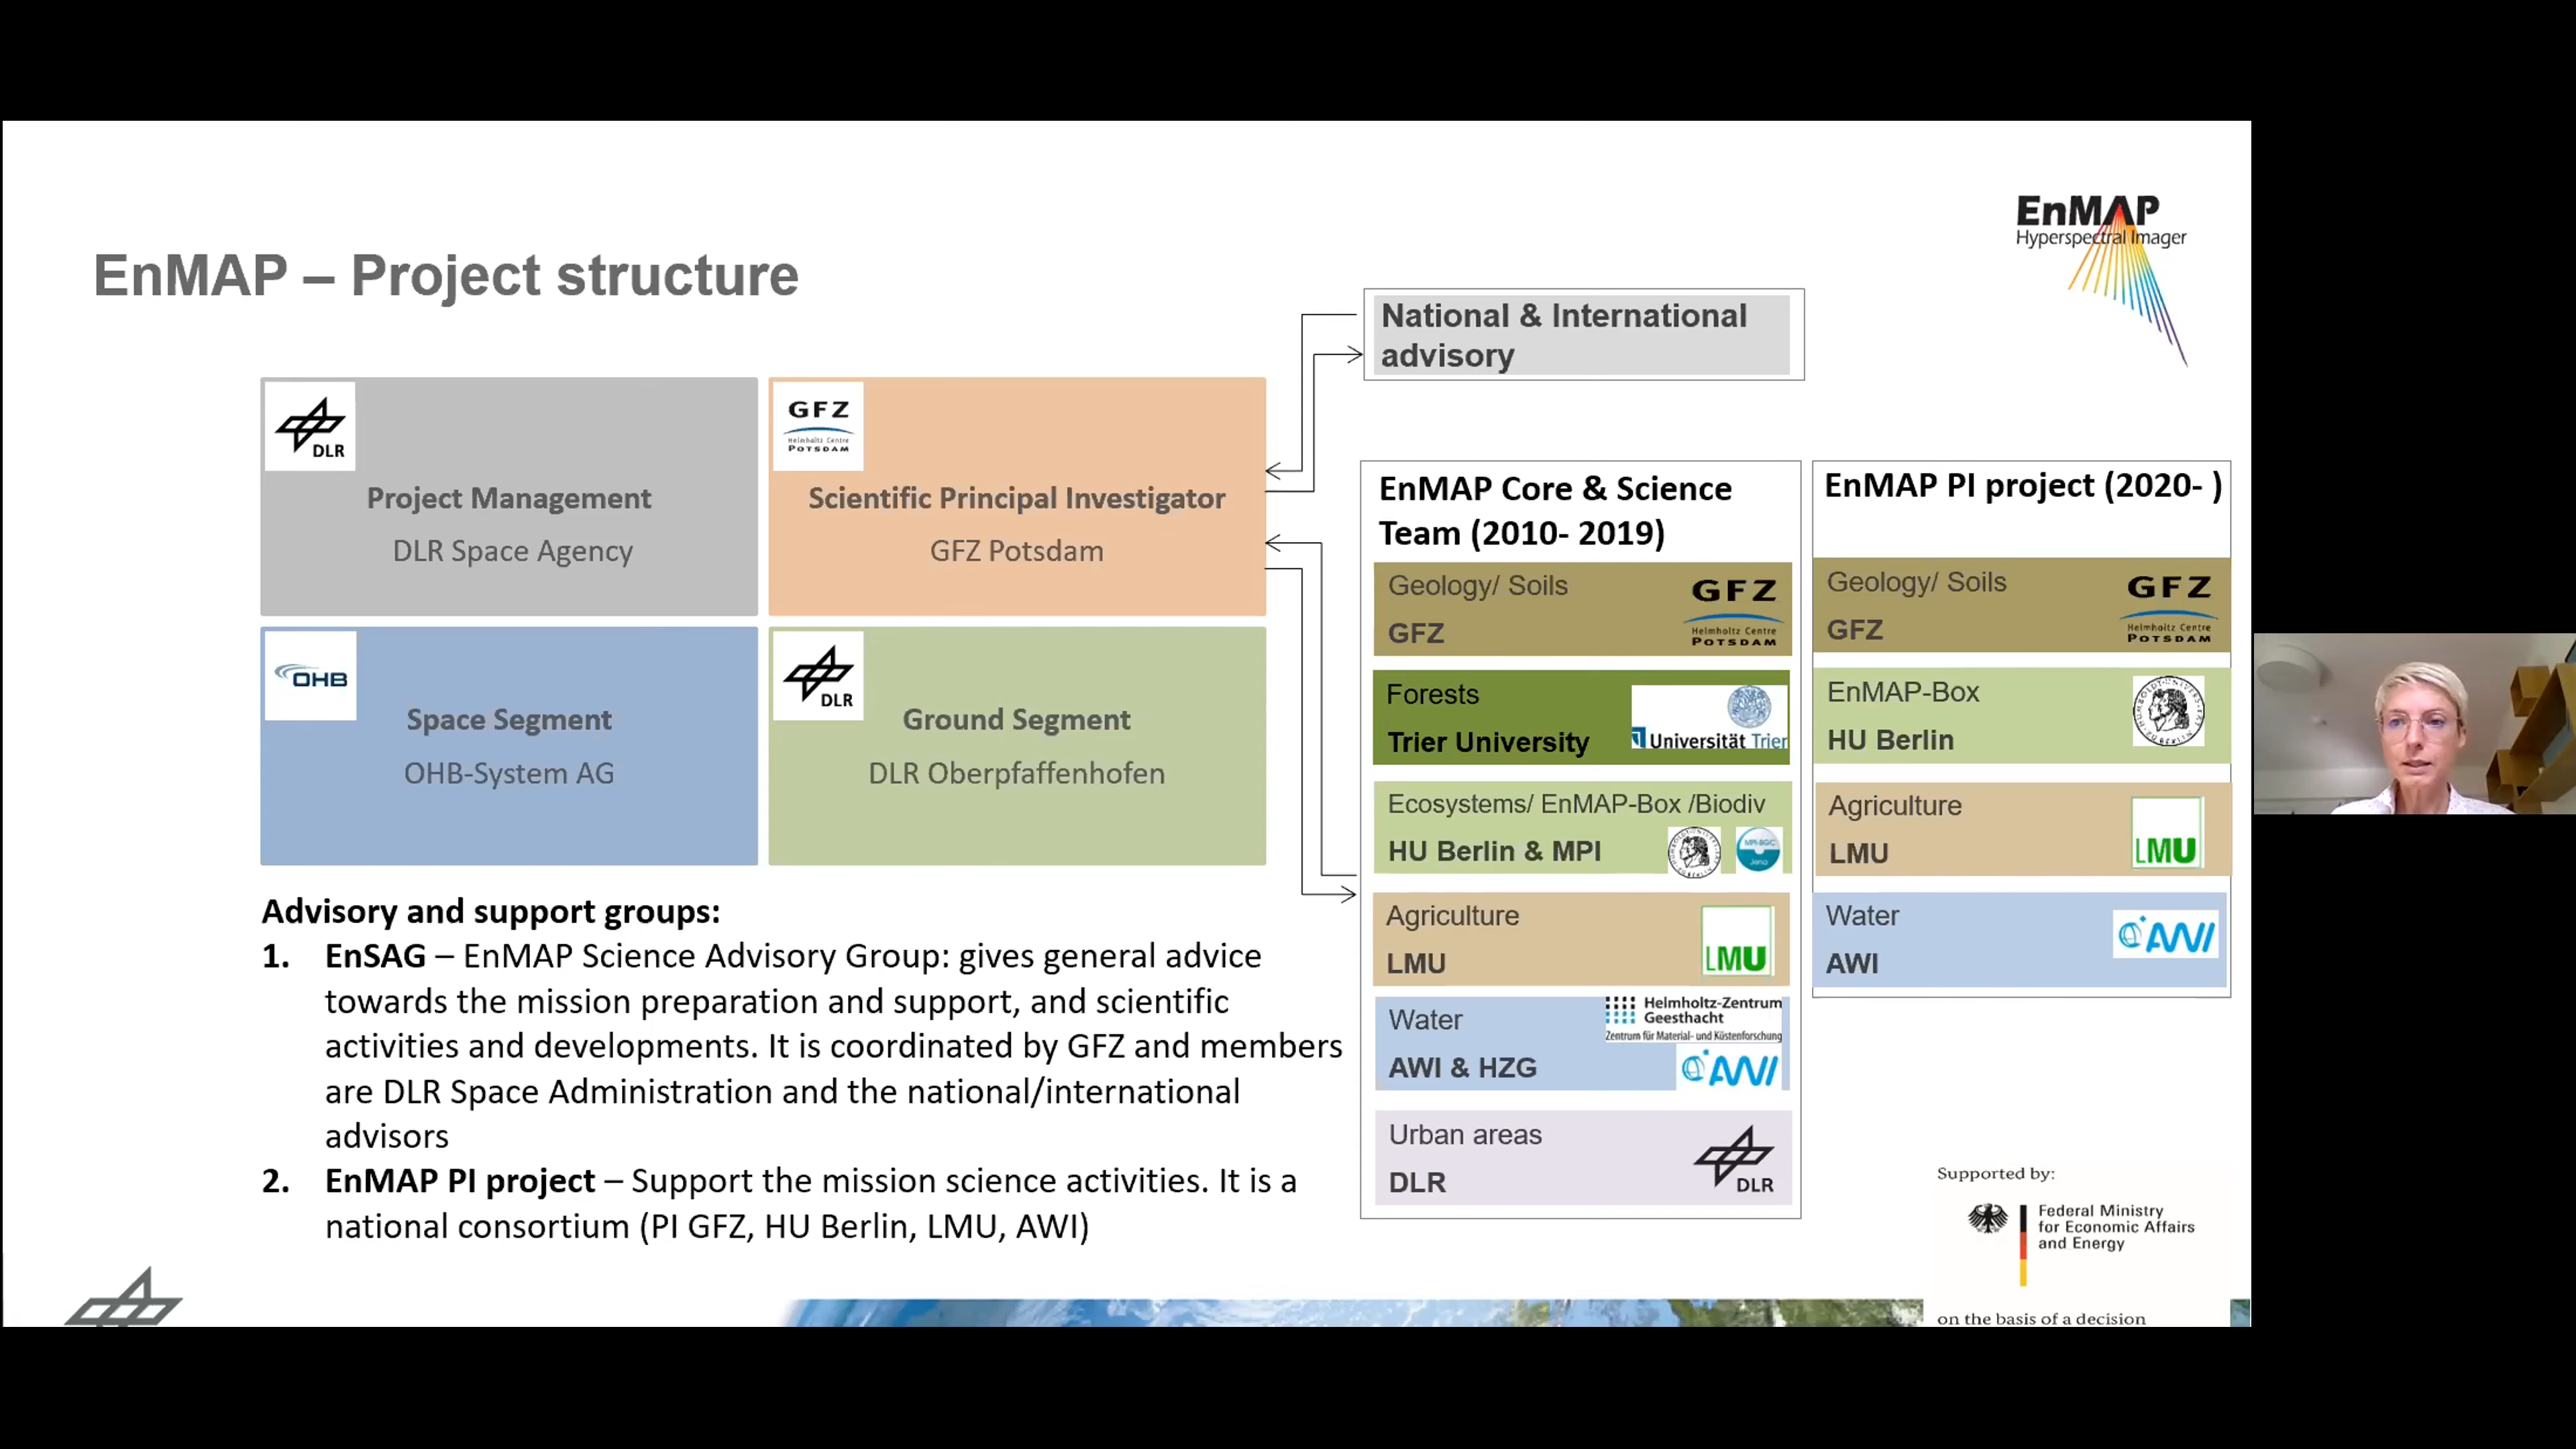 EnMAP
Hyperspectral Imager
EnMAP – Project structure
National & International
advisory
DLR
Project Management
DLR Space Agency
GFZ
Helmholtz Centre
POTSDAM
Scientific Principal Investigator
GFZ Potsdam
OHB
Space Segment
OHB-System AG
DLR
Ground Segment
DLR Oberpfaffenhofen
EnMAP Core & Science
Team (2010- 2019)
Geology/ Soils
GFZ
GFZ
Helmholtz Centre
POTSDAM
Forests
Trier University
Universität Trier
Ecosystems/ EnMAP-Box /Biodiv
HU Berlin & MPI
MPI-BGC
Jena
Agriculture
LMU
LMU
Water
AWI & HZG
Helmholtz-Zentrum
Geesthacht
Zentrum für Material- und Küstenforschung
AWI
Urban areas
DLR
DLR
EnMAP PI project (2020- )
Geology/ Soils
GFZ
GFZ
Helmholtz Centre
POTSDAM
EnMAP-Box
HU Berlin
Agriculture
LMU
LMU
Water
AWI
AWI
Advisory and support groups:
1. EnSAG – EnMAP Science Advisory Group: gives general advice
towards the mission preparation and support, and scientific
activities and developments. It is coordinated by GFZ and members
are DLR Space Administration and the national/international
advisors
2. EnMAP PI project – Support the mission science activities. It is a
national consortium (PI GFZ, HU Berlin, LMU, AWI)
Supported by:
Federal Ministry
for Economic Affairs
and Energy
on the basis of a decision